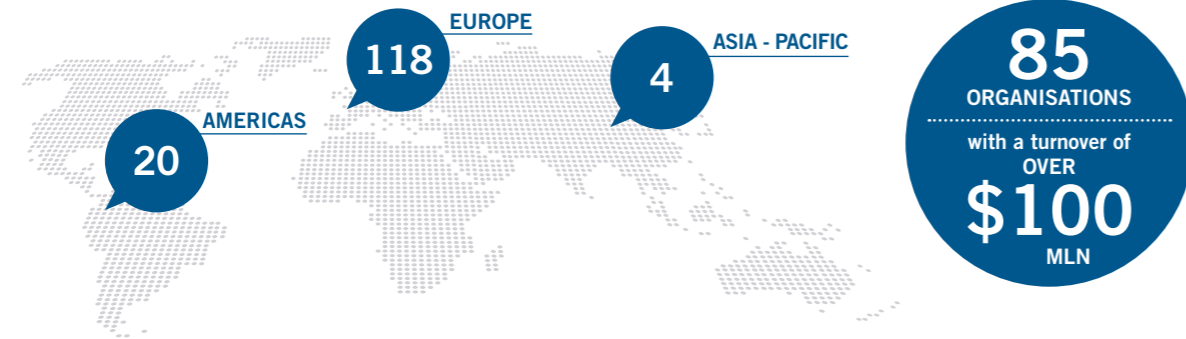 EUROPE
118
ASIA - PACIFIC
4
AMERICAS
20
85
ORGANISATIONS
with a turnover of
OVER
$100
MLN